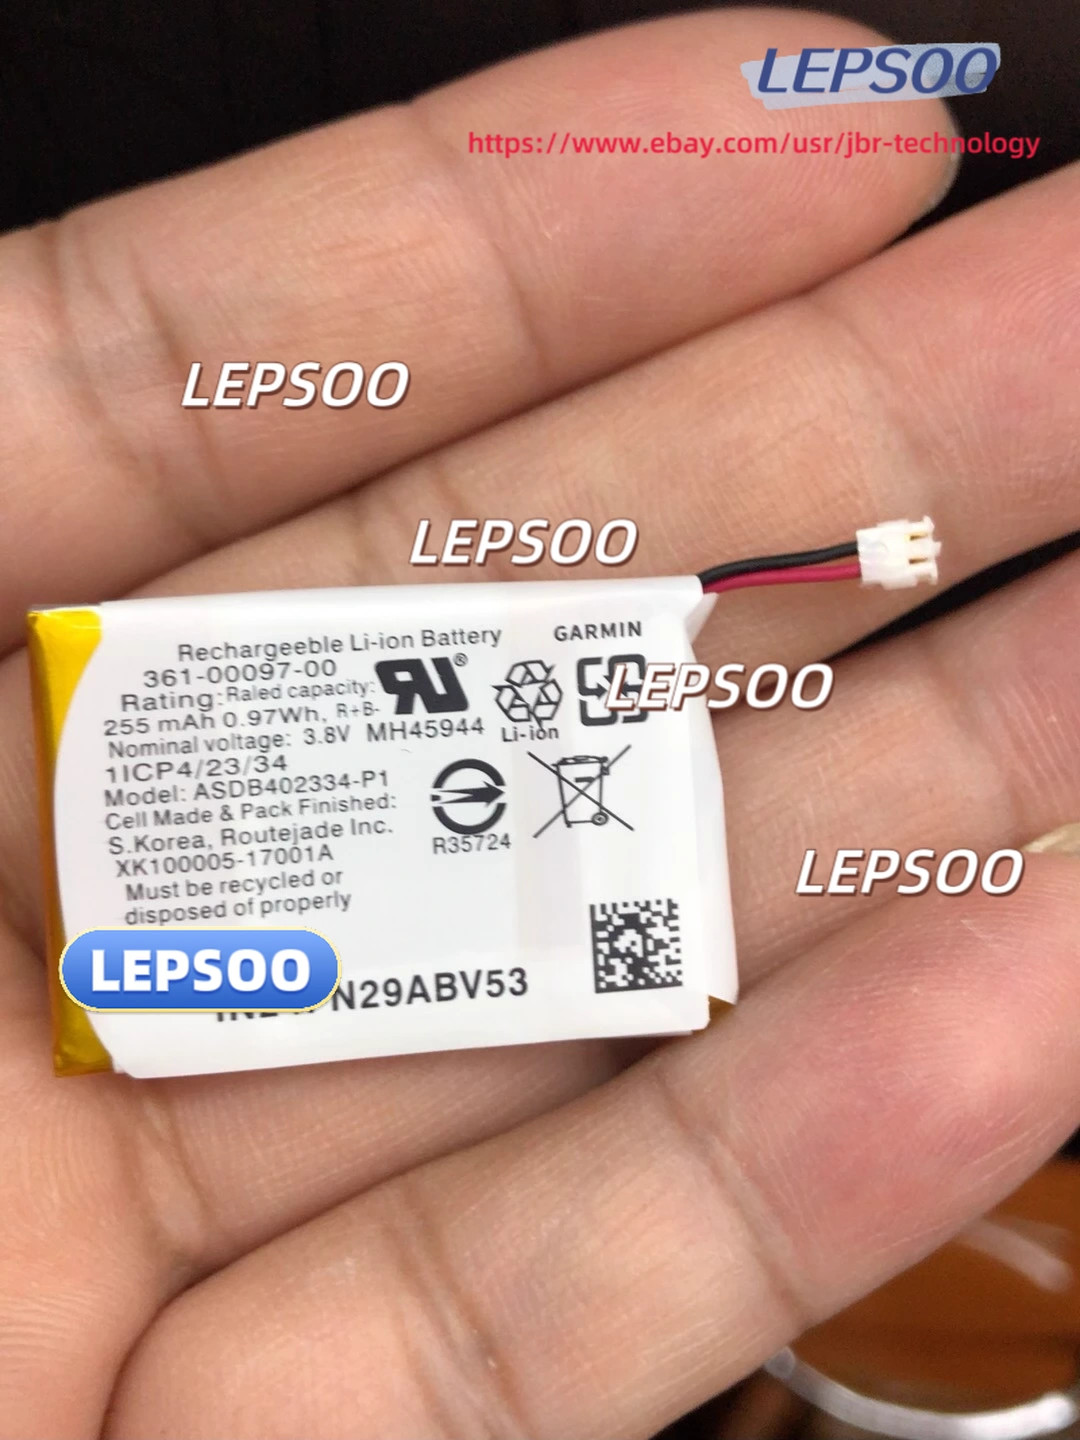 LEPSOO
https://www.ebay.com/usr/jbr-technology
LEPSOO
LEPSOO
Rechargeeble Li-ion Battery
GARMIN
361-00097-00
Rating:Raled capacity:
255 mAh 0.97Wh, R+B-
Nominal voltage: 3.8V MH45944
Li-ion
LEPSOO
1ICP4/23/34
Model: ASDB402334-P1
Cell Made & Pack Finished:
S.Korea, Routejade Inc.
R35724
XK100005-17001A
Must be recycled or
disposed of properly
LEPSOO
LEPSOO
N29ABV53